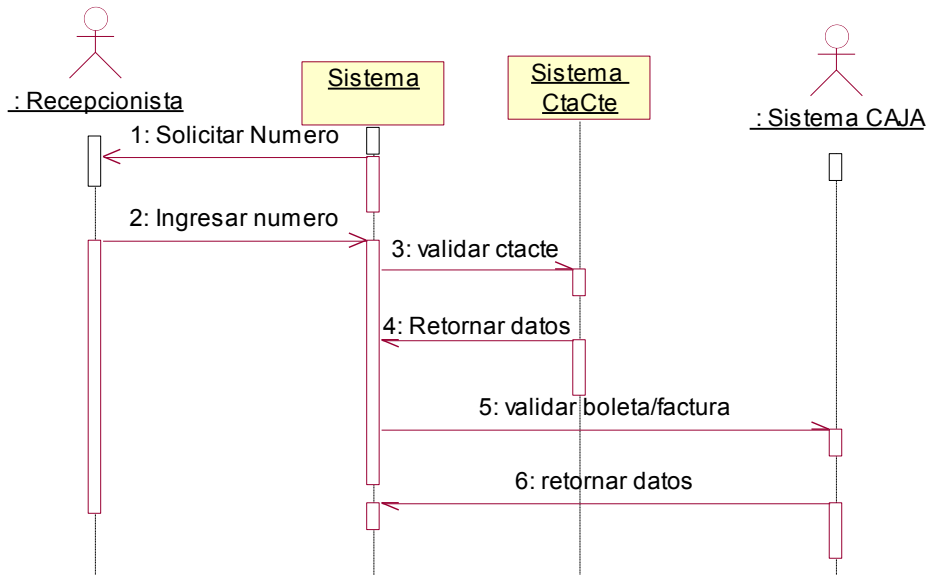 : Recepcionista
Sistema
Sistema
CtaCte
: Sistema CAJA
1: Solicitar Numero
2: Ingresar numero
3: validar ctacte
4: Retornar datos
5: validar boleta/factura
6: retornar datos